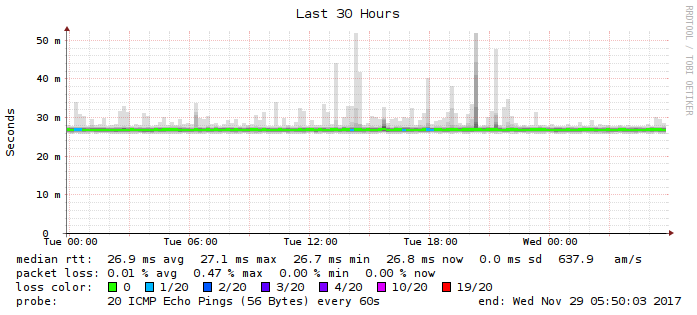 Last 30 Hours
RRDTOOL / TOBI OETIKER
Seconds
50 m
40 m
30 m
20 m
10 m
0
Tue 00:00 Tue 06:00 Tue 12:00 Tue 18:00 Wed 00:00
median rtt: 26.9 ms avg 27.1 ms max 26.7 ms min 26.8 ms now 0.0 ms sd 637.9 am/s
packet loss: 0.01 % avg 0.47 % max 0.00 % min 0.00 % now
loss color: 0 1/20 2/20 3/20 4/20 10/20 19/20
probe: 20 ICMP Echo Pings (56 Bytes) every 60s end: Wed Nov 29 05:50:03 2017